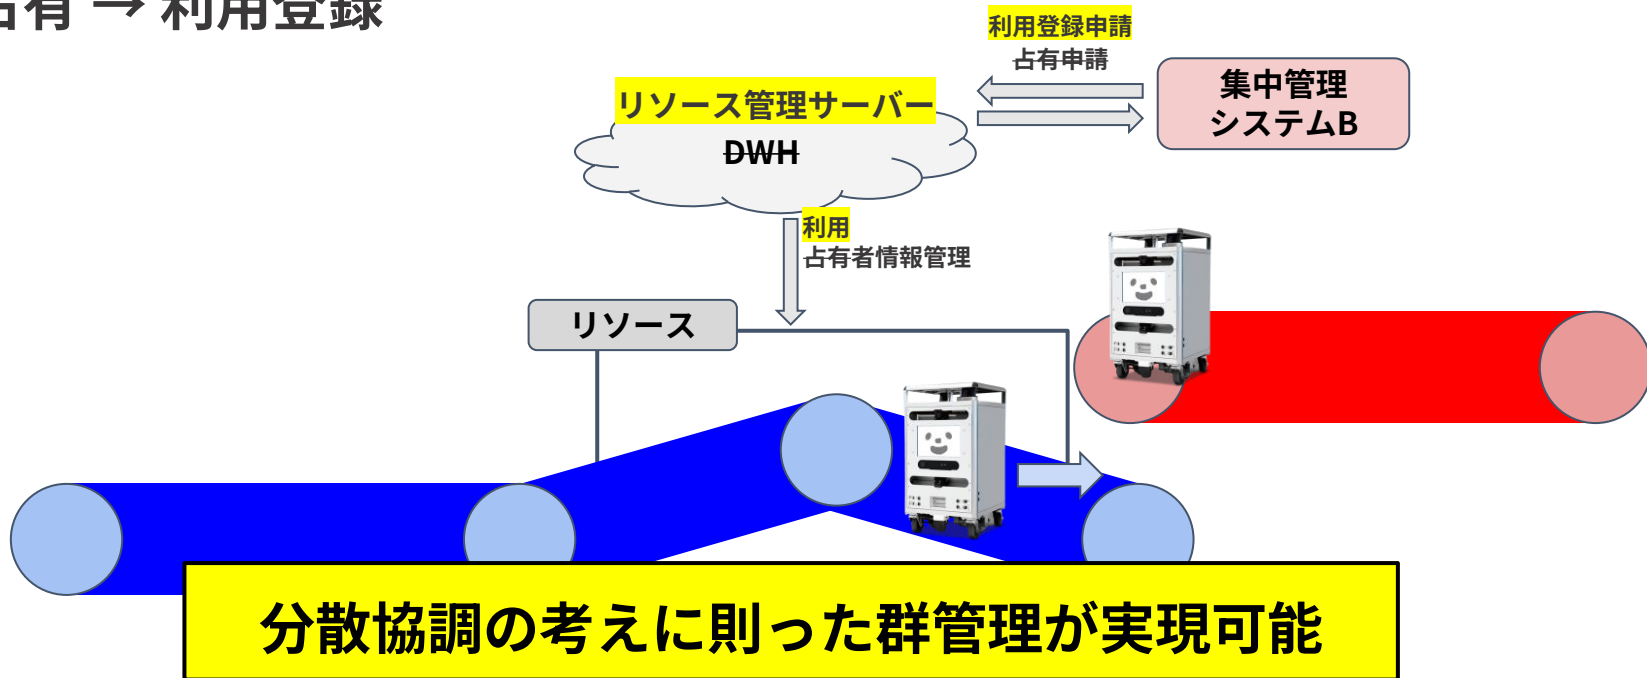 占有 → 利用登録
利用登録申請
占有申請
集中管理
システムB
リソース管理サーバー
DWH
利用
占有者情報管理
リソース
分散協調の考えに則った群管理が実現可能